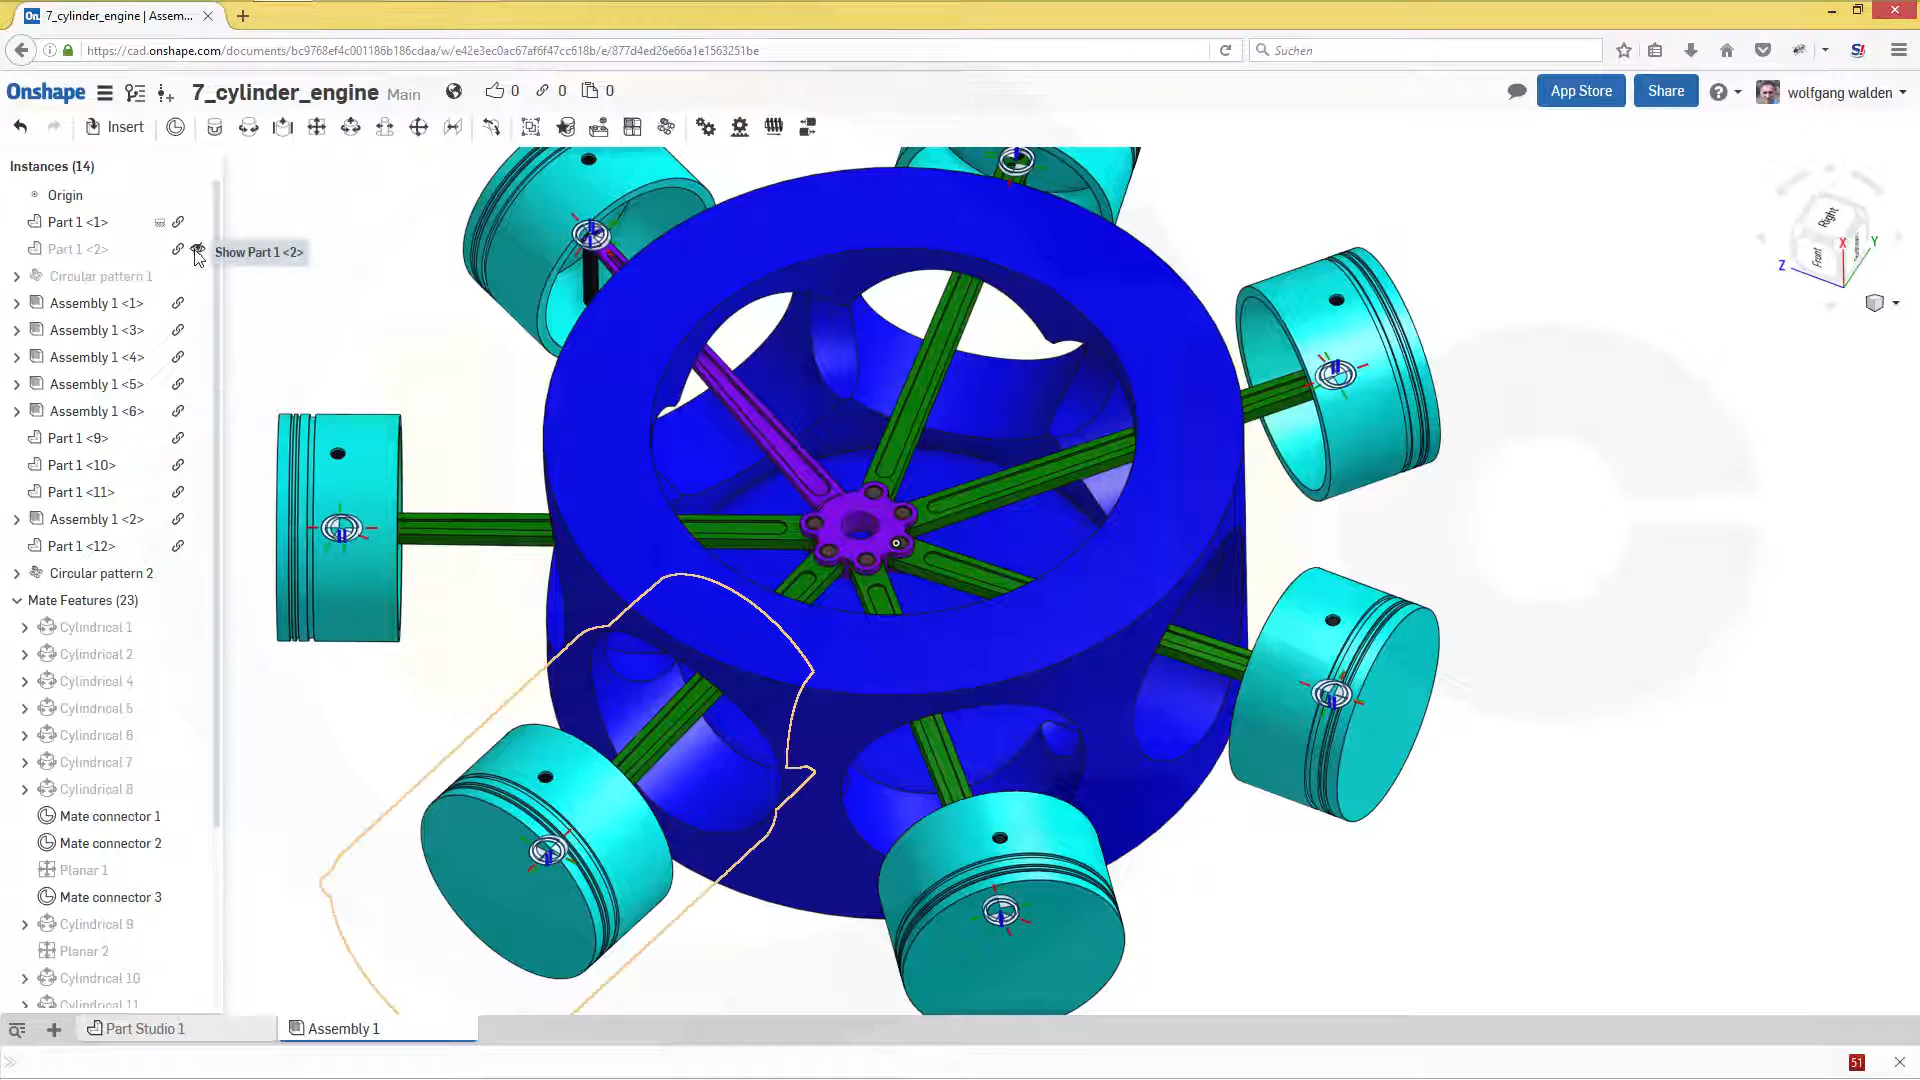 7_cylinder_engine | Assem...
https://cad.onshape.com/documents/bc9768ef4c001186b186cdaa/w/e42e3ec0ac67af6f47cc618b/e/877d4ed26e66a1e1563251be
Suchen
Onshape
7_cylinder_engine Main
0
0
0
App Store
Share
wolfgang walden
Insert
Instances (14)
Origin
Part 1 <1>
Part 1 <2>
Show Part 1 <2>
Circular pattern 1
Assembly 1 <1>
Assembly 1 <3>
Assembly 1 <4>
Assembly 1 <5>
Assembly 1 <6>
Part 1 <9>
Part 1 <10>
Part 1 <11>
Assembly 1 <2>
Part 1 <12>
Circular pattern 2
Mate Features (23)
Cylindrical 1
Cylindrical 2
Cylindrical 4
Cylindrical 5
Cylindrical 6
Cylindrical 7
Cylindrical 8
Mate connector 1
Mate connector 2
Planar 1
Mate connector 3
Cylindrical 9
Planar 2
Cylindrical 10
Cylindrical 11
Right
Front
X
Y
Z
Part Studio 1
Assembly 1
51